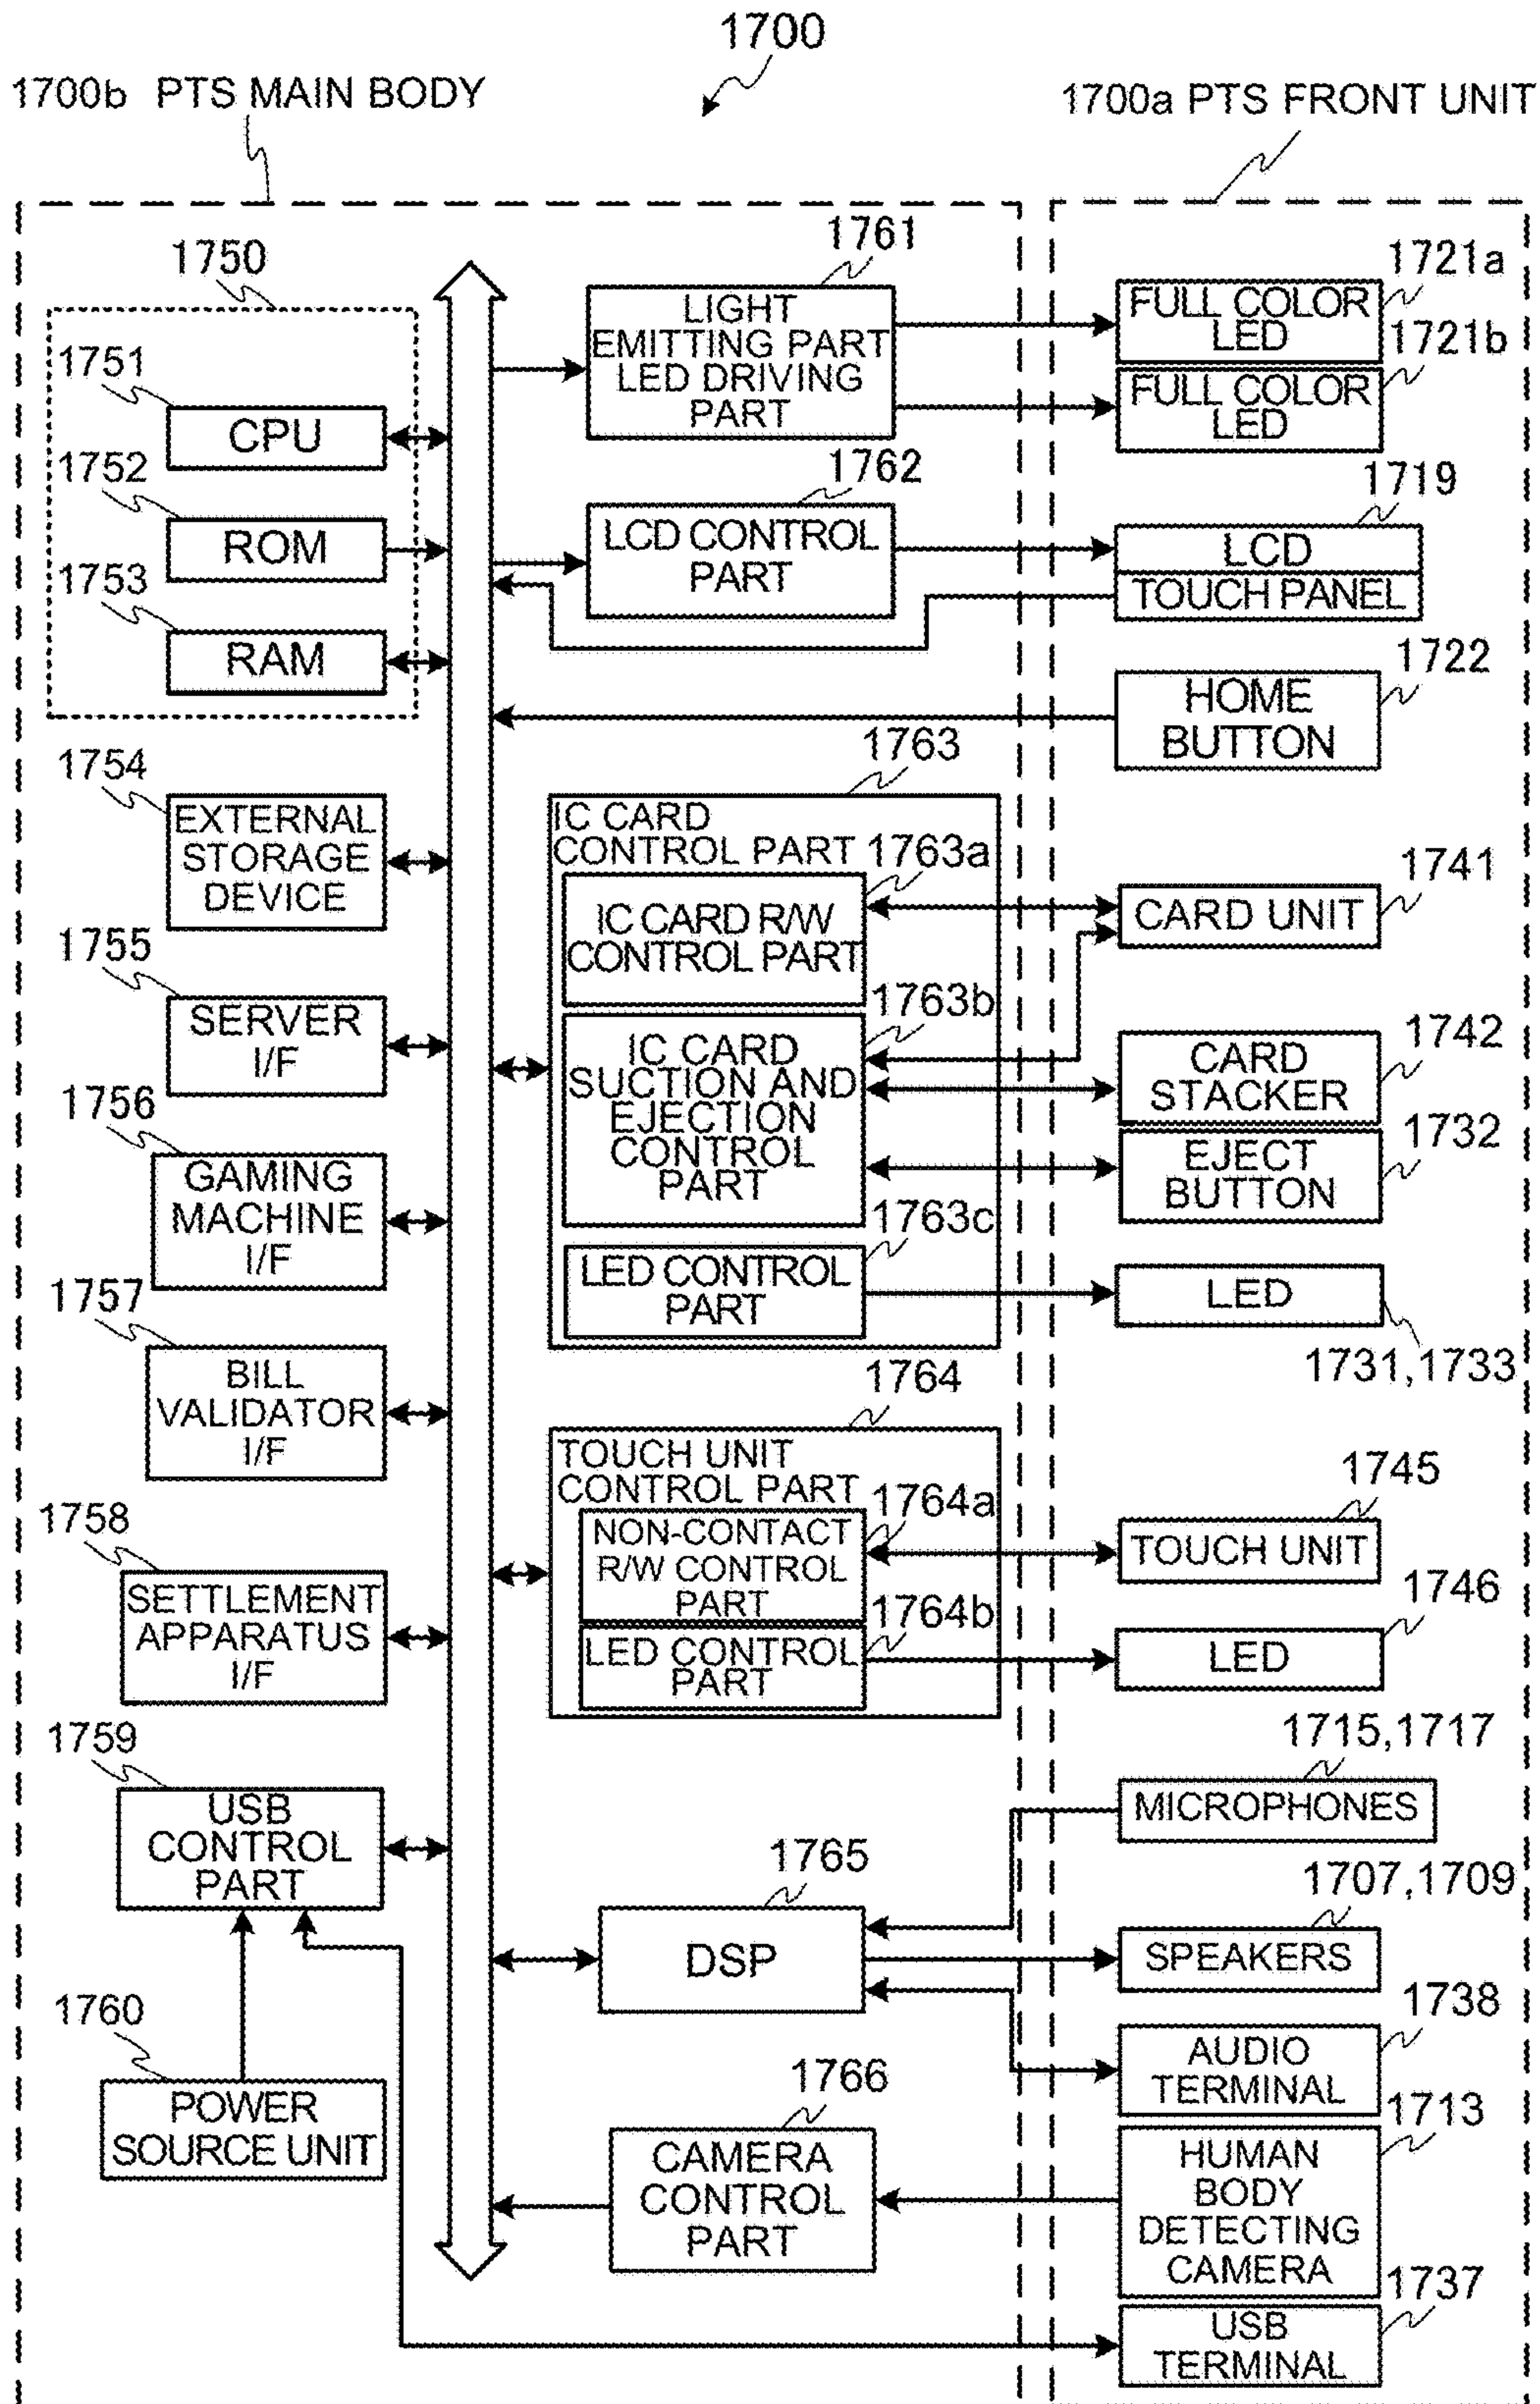 1700
1700b PTS MAIN BODY
1700a PTS FRONT UNIT
1750
1751
CPU
1752
ROM
1753
RAM
1754
EXTERNAL
STORAGE
DEVICE
1755
SERVER
I/F
1756
GAMING
MACHINE
I/F
1757
BILL
VALIDATOR
I/F
1758
SETTLEMENT
APPARATUS
I/F
1759
USB
CONTROL
PART
1760
POWER
SOURCE UNIT
1761
LIGHT
EMITTING PART
LED DRIVING
PART
1762
LCD CONTROL
PART
1763
IC CARD
CONTROL PART
1763a
IC CARD R/W
CONTROL PART
1763b
IC CARD
SUCTION AND
EJECTION
CONTROL
PART
1763c
LED CONTROL
PART
1764
TOUCH UNIT
CONTROL PART
1764a
NON-CONTACT
R/W CONTROL
PART
1764b
LED CONTROL
PART
1765
DSP
1766
CAMERA
CONTROL
PART
1721a
FULL COLOR
LED
1721b
FULL COLOR
LED
1719
LCD
TOUCH PANEL
1722
HOME
BUTTON
1741
CARD UNIT
1742
CARD
STACKER
1732
EJECT
BUTTON
LED
1731,1733
1745
TOUCH UNIT
1746
LED
1715,1717
MICROPHONES
1707,1709
SPEAKERS
1738
AUDIO
TERMINAL
1713
HUMAN
BODY
DETECTING
CAMERA
1737
USB
TERMINAL